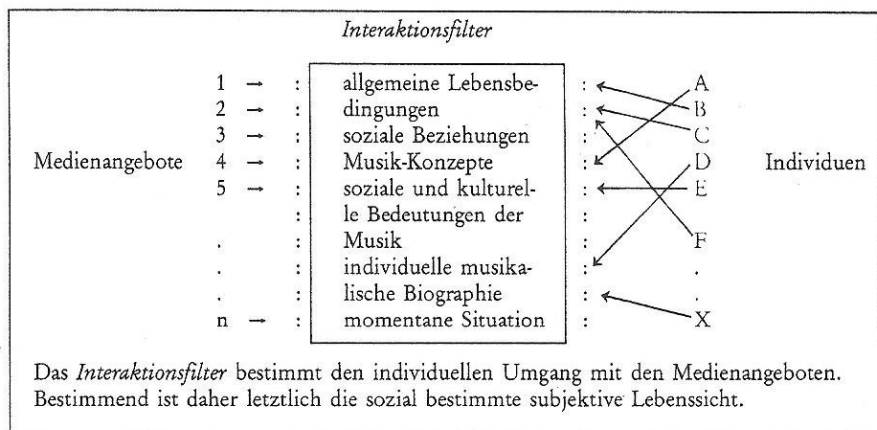 Interaktionsfilter
1 → : allgemeine Lebensbe- : A
2 → : dingungen : B
3 → : soziale Beziehungen : C
Medienangebote 4 → : Musik-Konzepte : D Individuen
5 → : soziale und kulturel- : E
: le Bedeutungen der :
. : Musik : F
. : individuelle musika- : .
. : lische Biographie : .
n → : momentane Situation : X
Das Interaktionsfilter bestimmt den individuellen Umgang mit den Medienangeboten.
Bestimmend ist daher letztlich die sozial bestimmte subjektive Lebenssicht.